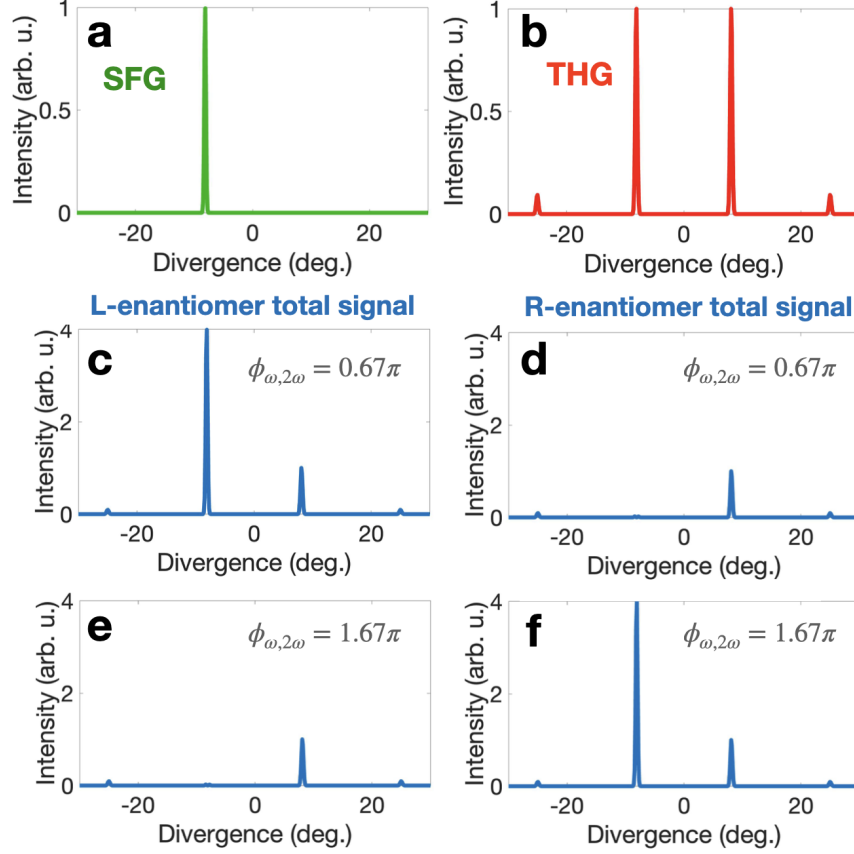 a
SFG
Intensity (arb. u.)
1
0.5
0
-20 0 20
Divergence (deg.)
b
THG
Intensity (arb. u.)
1
0.5
0
-20 0 20
Divergence (deg.)
L-enantiomer total signal
R-enantiomer total signal
c
ϕω,2ω = 0.67π
Intensity (arb. u.)
4
2
0
-20 0 20
Divergence (deg.)
d
ϕω,2ω = 0.67π
Intensity (arb. u.)
4
2
0
-20 0 20
Divergence (deg.)
e
ϕω,2ω = 1.67π
Intensity (arb. u.)
4
2
0
-20 0 20
Divergence (deg.)
f
ϕω,2ω = 1.67π
Intensity (arb. u.)
4
2
0
-20 0 20
Divergence (deg.)